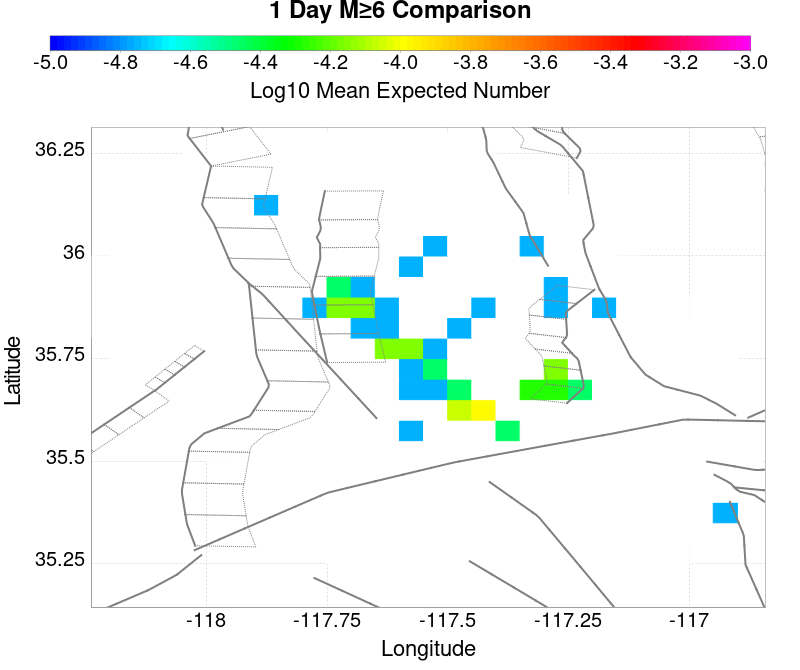 1 Day M≥6 Comparison
-5.0 -4.8 -4.6 -4.4 -4.2 -4.0 -3.8 -3.6 -3.4 -3.2 -3.0
Log10 Mean Expected Number
36.25
36
35.75
35.5
35.25
Latitude
-118 -117.75 -117.5 -117.25 -117
Longitude